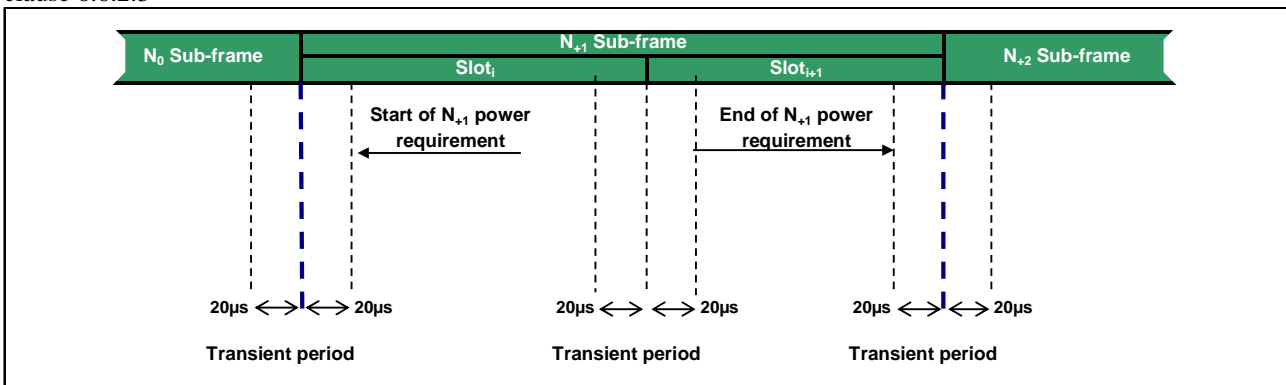 clause 6.6.2.3
N+1 Sub-frame
N0 Sub-frame
N+2 Sub-frame
Sloti
Sloti+1
Start of N+1 power
requirement
End of N+1 power
requirement
20µs
20µs
20µs
20µs
20µs
20µs
Transient period
Transient period
Transient period